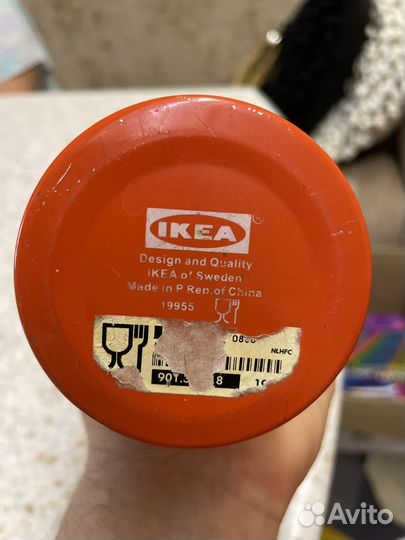 IKEA®
Design and Quality
IKEA of Sweden
Made in P Rep. of China
19955
NLHFC
Avito